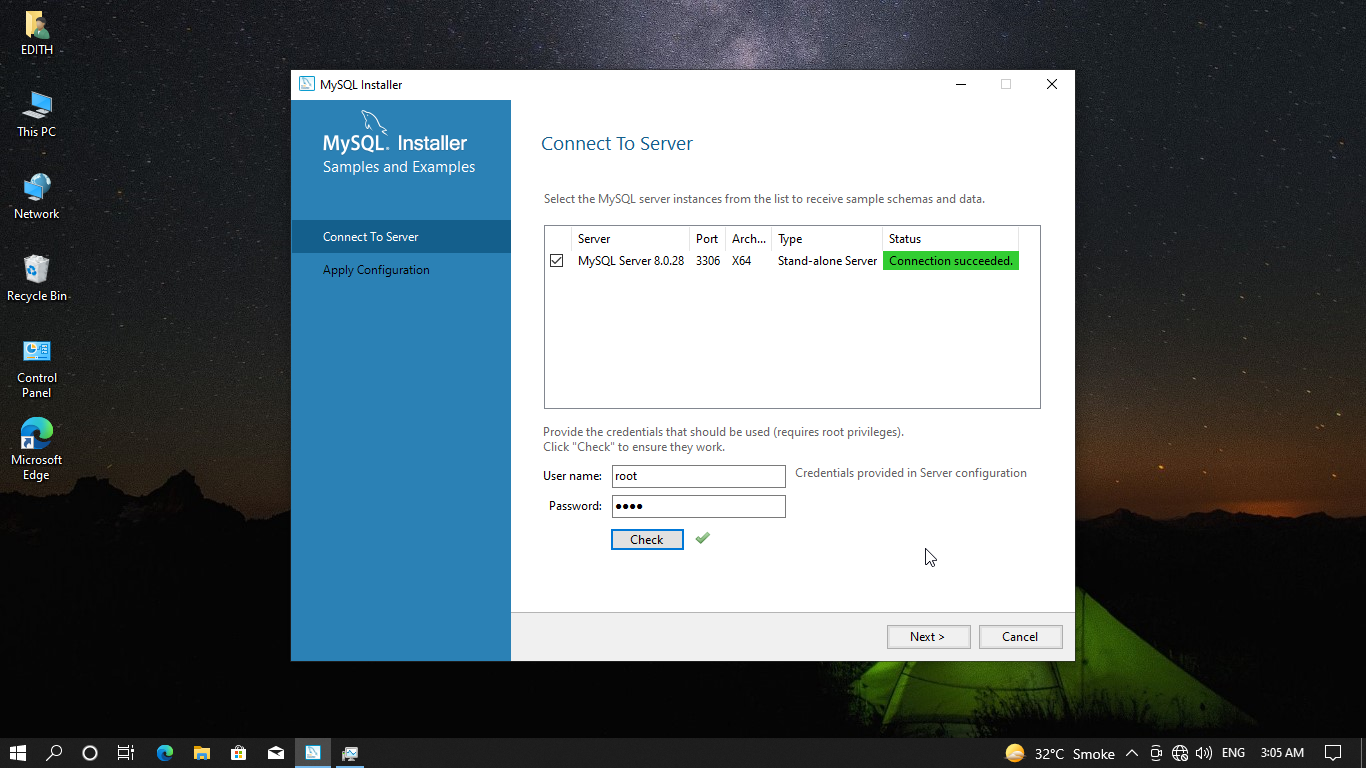 EDITH
This PC
Network
Recycle Bin
Control
Panel
Microsoft
Edge
MySQL Installer
MySQL. Installer
Samples and Examples
Connect To Server
Apply Configuration
Connect To Server
Select the MySQL server instances from the list to receive sample schemas and data.
Server Port Arch... Type Status
MySQL Server 8.0.28 3306 X64 Stand-alone Server Connection succeeded.
Provide the credentials that should be used (requires root privileges).
Click "Check" to ensure they work.
User name: root Credentials provided in Server configuration
Password: ●●●●
Check
Next > Cancel
32°C Smoke ENG 3:05 AM